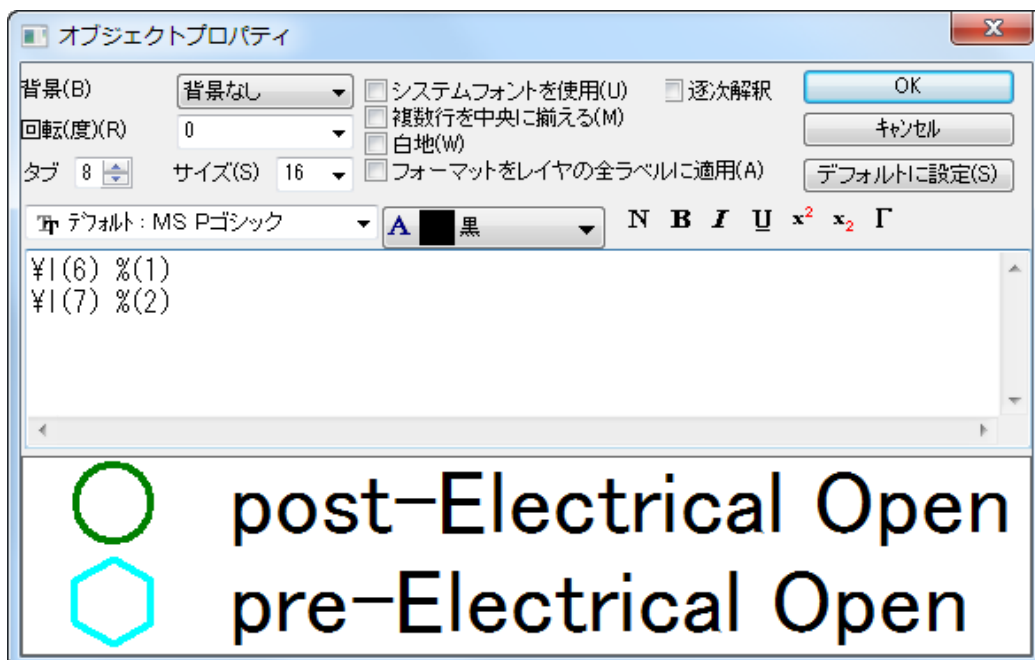 オブジェクトプロパティ
背景(B) 背景なし システムフォントを使用(U) 逐次解釈 OK
複数行を中央に揃える(M)
回転(度)(R) 0 白地(W) キャンセル
タブ 8 サイズ(S) 16 フォーマットをレイヤの全ラベルに適用(A) デフォルトに設定(S)
デフォルト : MS Pゴシック A 黒 N B I U x² x₂ Γ
¥l(6) %(1)
¥l(7) %(2)
post-Electrical Open
pre-Electrical Open